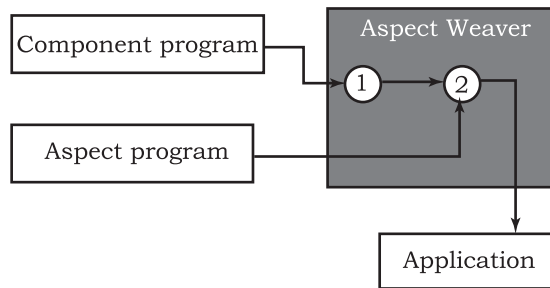 Component program
Aspect Weaver
1
2
Aspect program
Application